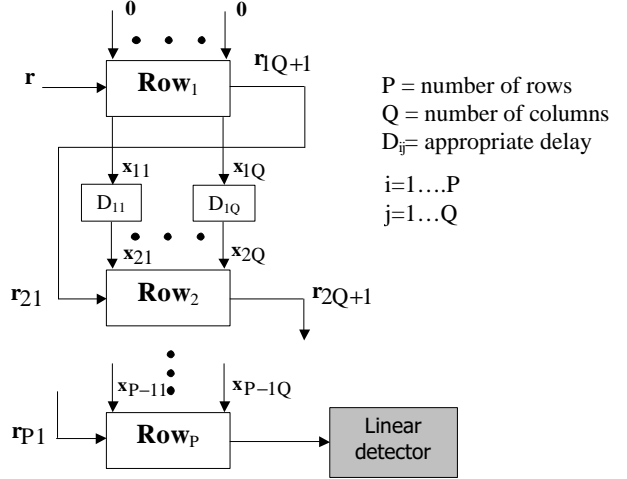 0 0
r Row1 r1Q+1
P = number of rows
Q = number of columns
Dij= appropriate delay
i=1....P
j=1...Q
x11 x1Q
D11 D1Q
x21 x2Q
r21 Row2 r2Q+1
xP-11 xP-1Q
rP1 RowP
Linear
detector